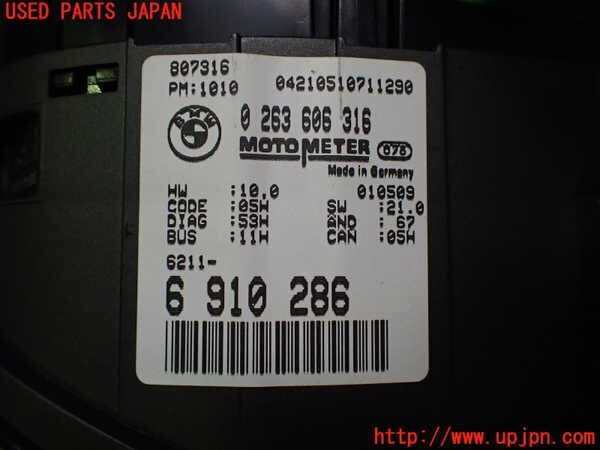 USED PARTS JAPAN
807316
PM:1010 04210510711290
BMW
0 263 606 316
MOTOMETER
Made in Germany
HW :10.0 010509
CODE :05H SW :21.0
DIAG :53H AND : 67
BUS :11H CAN :05H
6211-
6 910 286
http://www.upjpn.com/